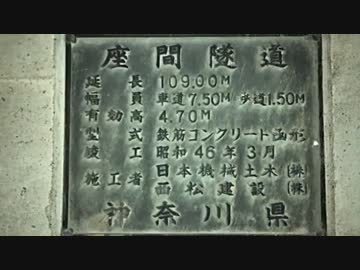 座間隧道
延長 109.00M
幅員 車道7.50M 歩道1.50M
有効高 4.70M
型式 鉄筋コンクリート函形
竣工 昭和46年3月
施工者 日本機械土木(株)
西松建設(株)
神奈川県